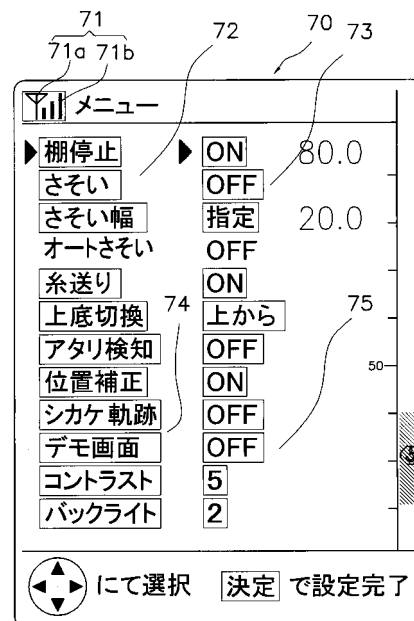 71
71a 71b
72
70
73
メニュー
▶棚停止 ▶ON 80.0
さそい OFF
さそい幅 指定 20.0
オートさそい OFF
糸送り ON
上底切換 74 上から 75
アタリ検知 OFF
50
位置補正 ON
シカケ軌跡 OFF
デモ画面 OFF
コントラスト 5
バックライト 2
にて選択 決定 で設定完了